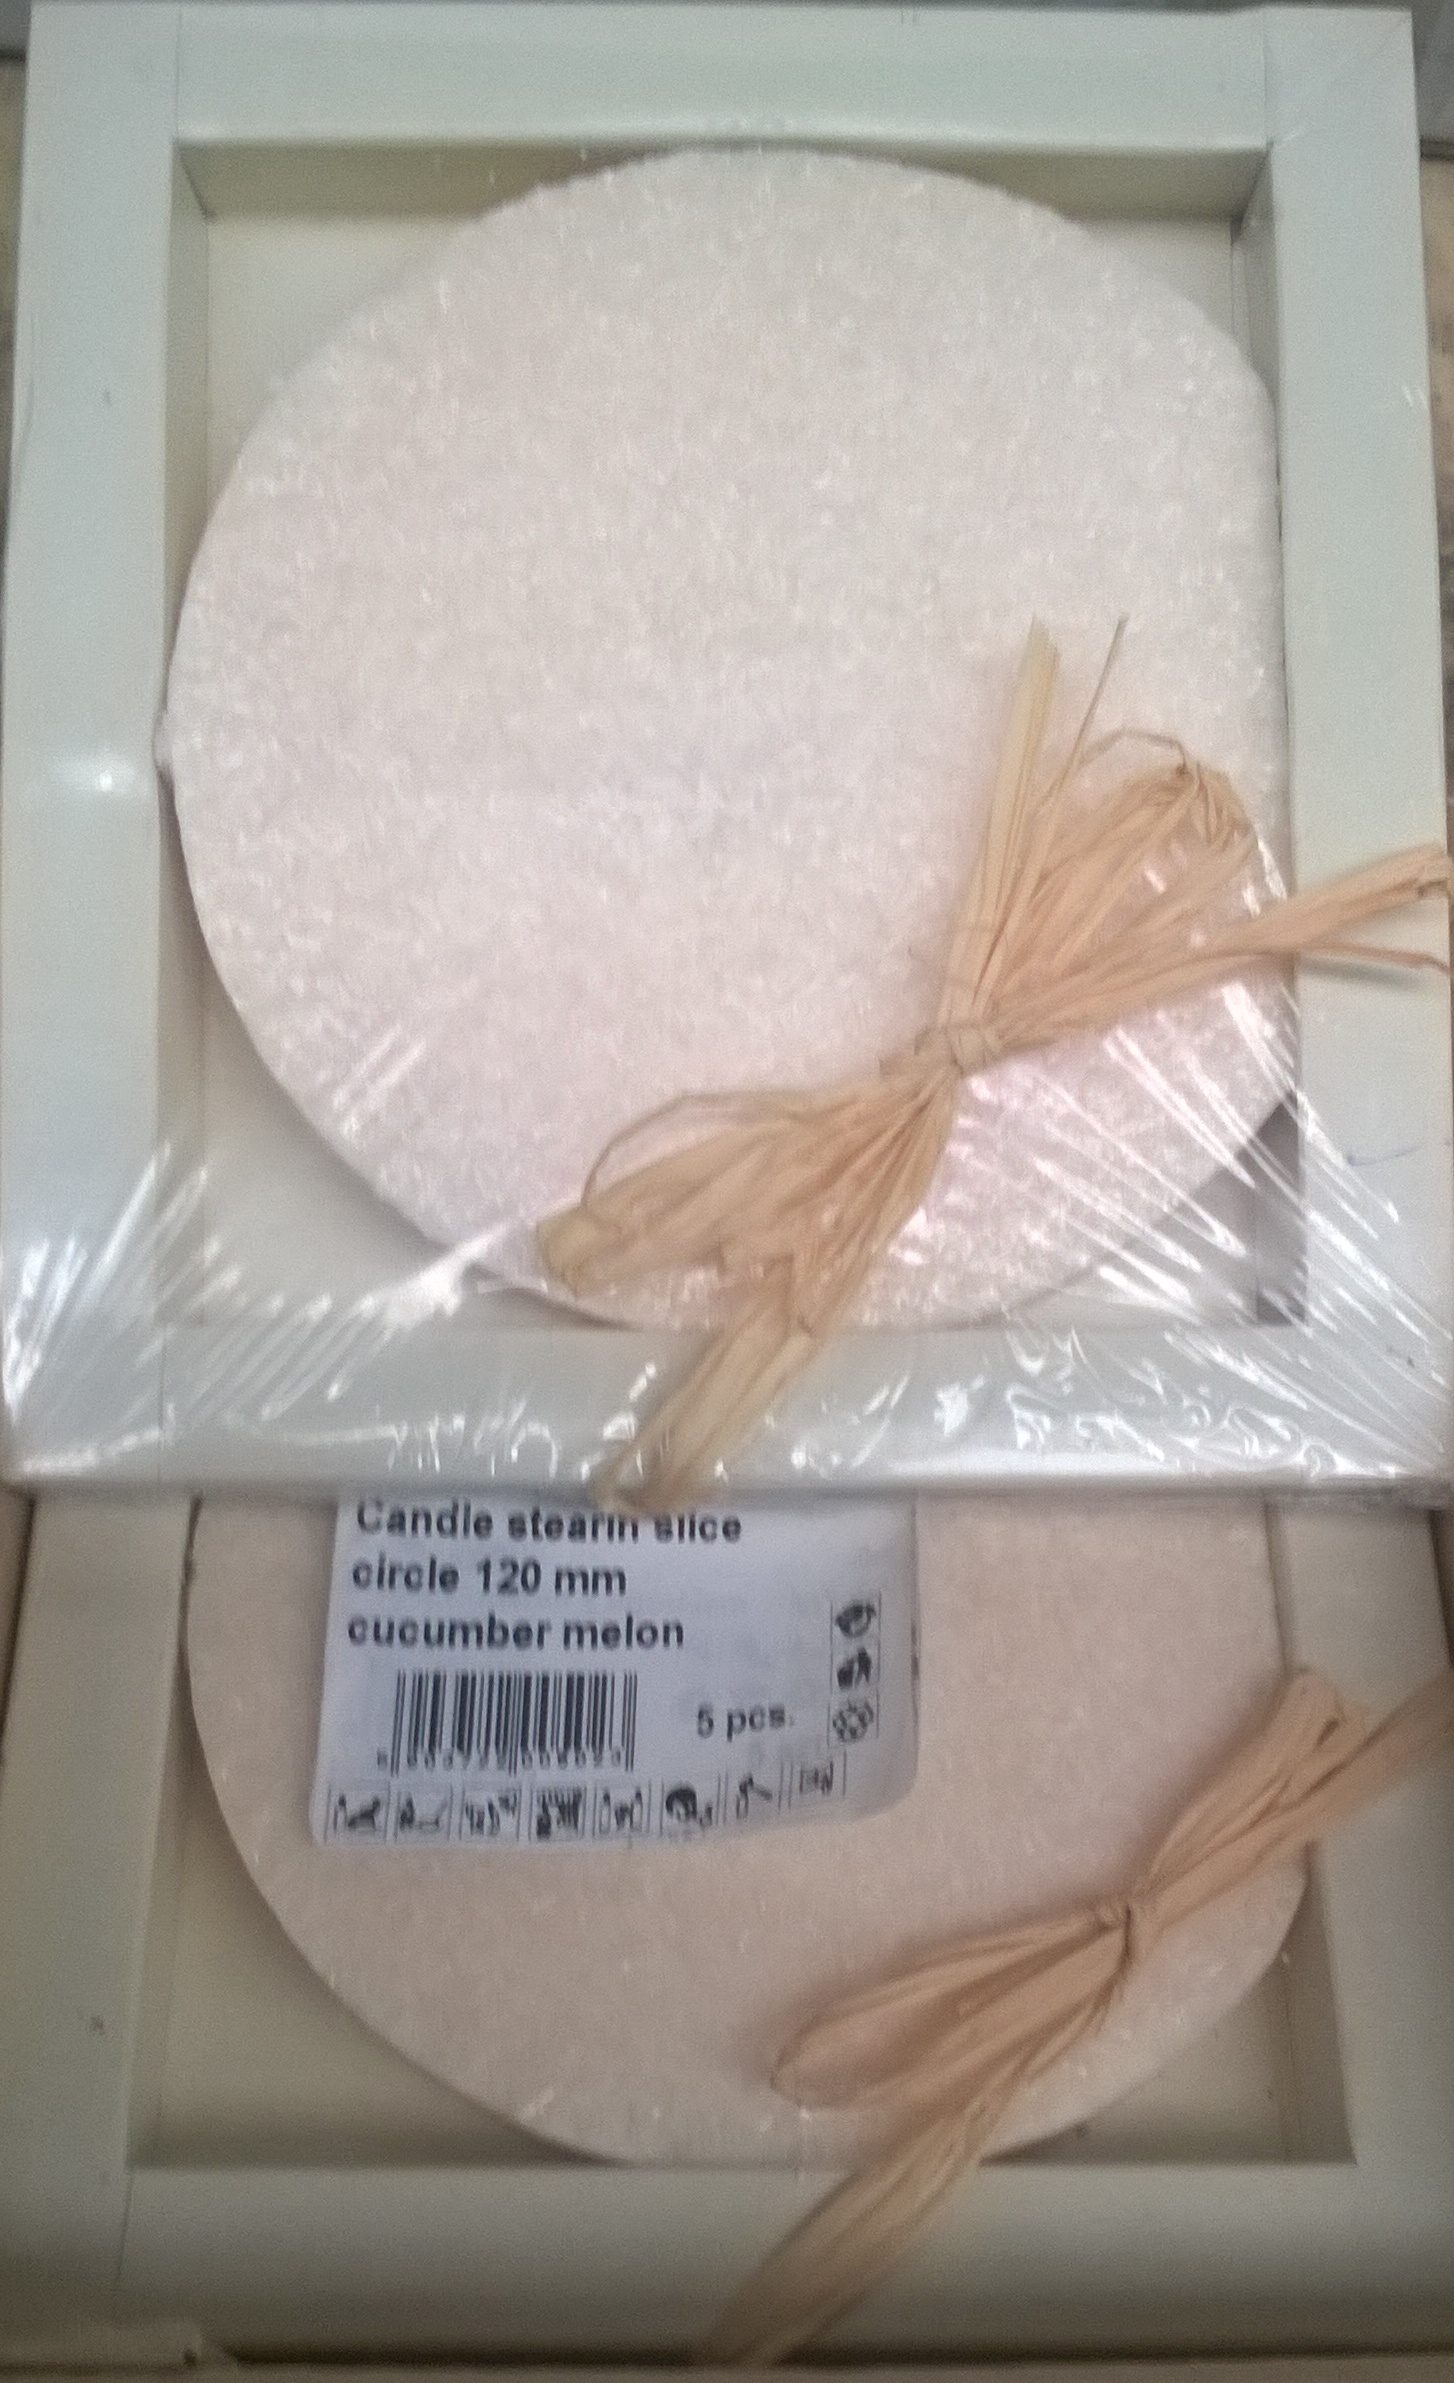 Candle stearin slice
circle 120 mm
cucumber melon
5 pcs.